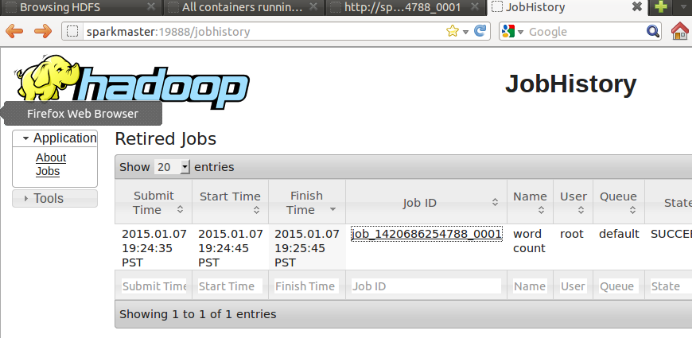 Browsing HDFS
All containers runnin...
http://sp...4788_0001
JobHistory
sparkmaster:19888/jobhistory
Google
hadoop
JobHistory
Firefox Web Browser
Application
About
Jobs
Tools
Retired Jobs
Show 20 entries
Submit Time
Start Time
Finish Time
Job ID
Name
User
Queue
State
2015.01.07 19:24:35 PST
2015.01.07 19:24:45 PST
2015.01.07 19:25:45 PST
job_1420686254788_0001
word count
root
default
SUCCE
Submit Time
Start Time
Finish Time
Job ID
Name
User
Queue
State
Showing 1 to 1 of 1 entries